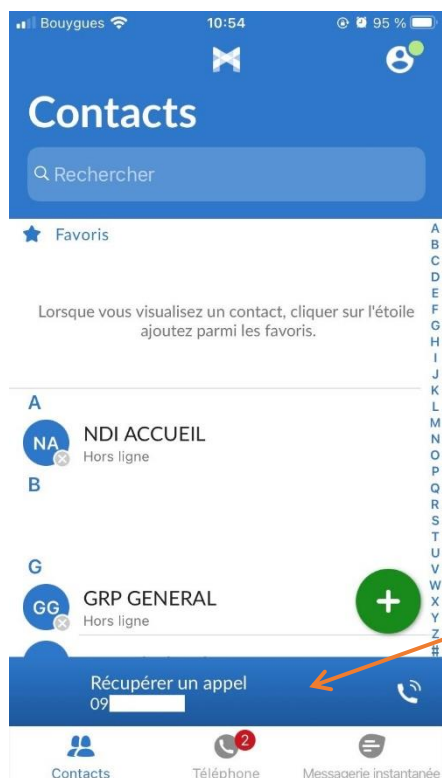 Bouygues 10:54 95 %
Contacts
Rechercher
Favoris
Lorsque vous visualisez un contact, cliquer sur l'étoile
ajoutez parmi les favoris.
A
NA NDI ACCUEIL
Hors ligne
B
G
GG GRP GENERAL
Hors ligne
+
A
B
C
D
E
F
G
H
I
J
K
L
M
N
O
P
Q
R
S
T
U
V
W
X
Y
Z
#
Récupérer un appel
09
2
Contacts Téléphone Messagerie instantanée